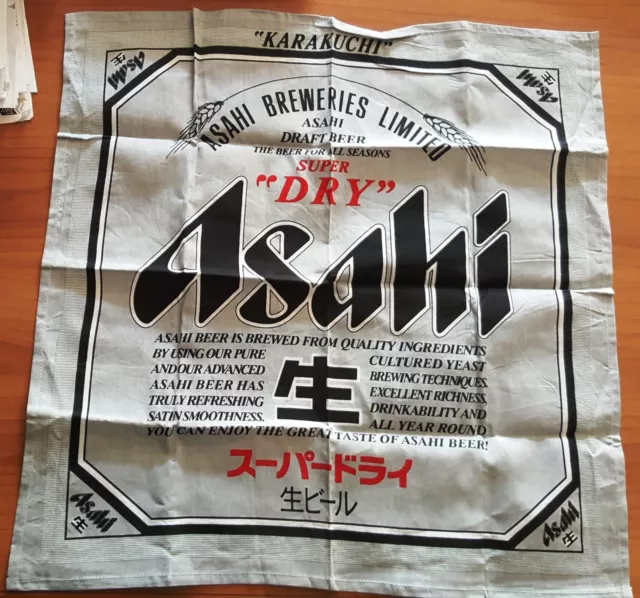 "KARAKUCHI"
Asahi 生
生 Asahi
ASAHI BREWERIES LIMITED
ASAHI
DRAFT BEER
THE BEER FOR ALL SEASONS
SUPER
"DRY"
Asahi
ASAHI BEER IS BREWED FROM QUALITY INGREDIENTS
BY USING OUR PURE CULTURED YEAST
AND OUR ADVANCED BREWING TECHNIQUES.
ASAHI BEER HAS 生 EXCELLENT RICHNESS,
TRULY REFRESHING DRINKABILITY AND
SATIN SMOOTHNESS. ALL YEAR ROUND
YOU CAN ENJOY THE GREAT TASTE OF ASAHI BEER!
スーパードライ
生ビール
Asahi 生
Asahi 生